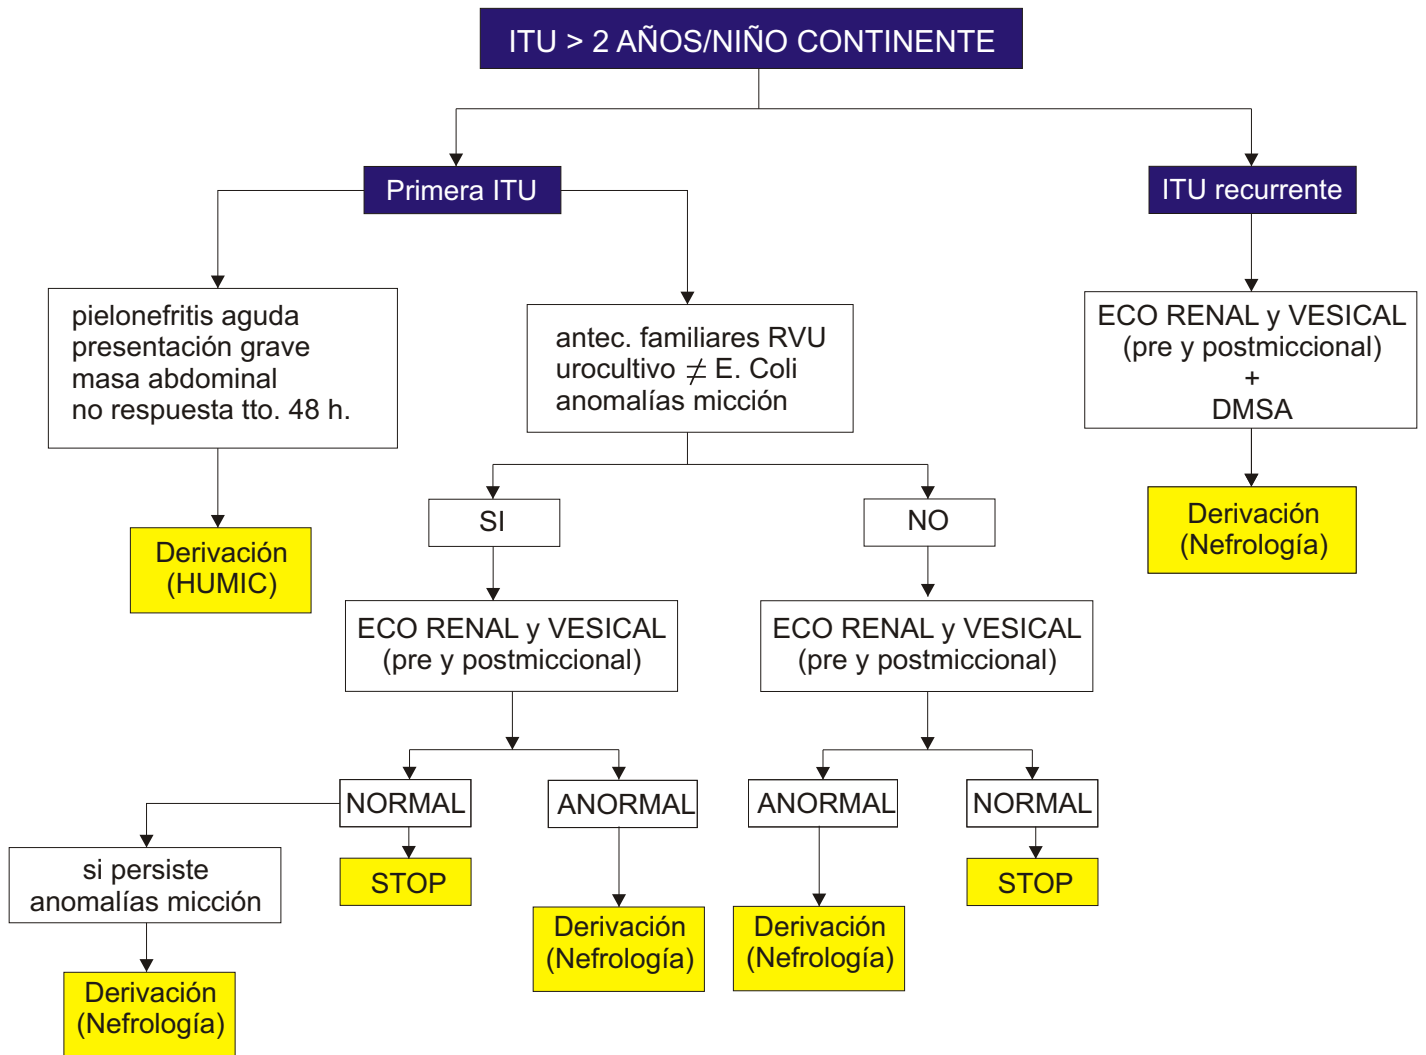 ITU > 2 AÑOS/NIÑO CONTINENTE
Primera ITU
ITU recurrente
pielonefritis aguda
presentación grave
masa abdominal
no respuesta tto. 48 h.
antec. familiares RVU
urocultivo ≠ E. Coli
anomalías micción
ECO RENAL y VESICAL
(pre y postmiccional)
+
DMSA
Derivación
(HUMIC)
SI
NO
Derivación
(Nefrología)
ECO RENAL y VESICAL
(pre y postmiccional)
ECO RENAL y VESICAL
(pre y postmiccional)
NORMAL
ANORMAL
ANORMAL
NORMAL
si persiste
anomalías micción
STOP
STOP
Derivación
(Nefrología)
Derivación
(Nefrología)
Derivación
(Nefrología)